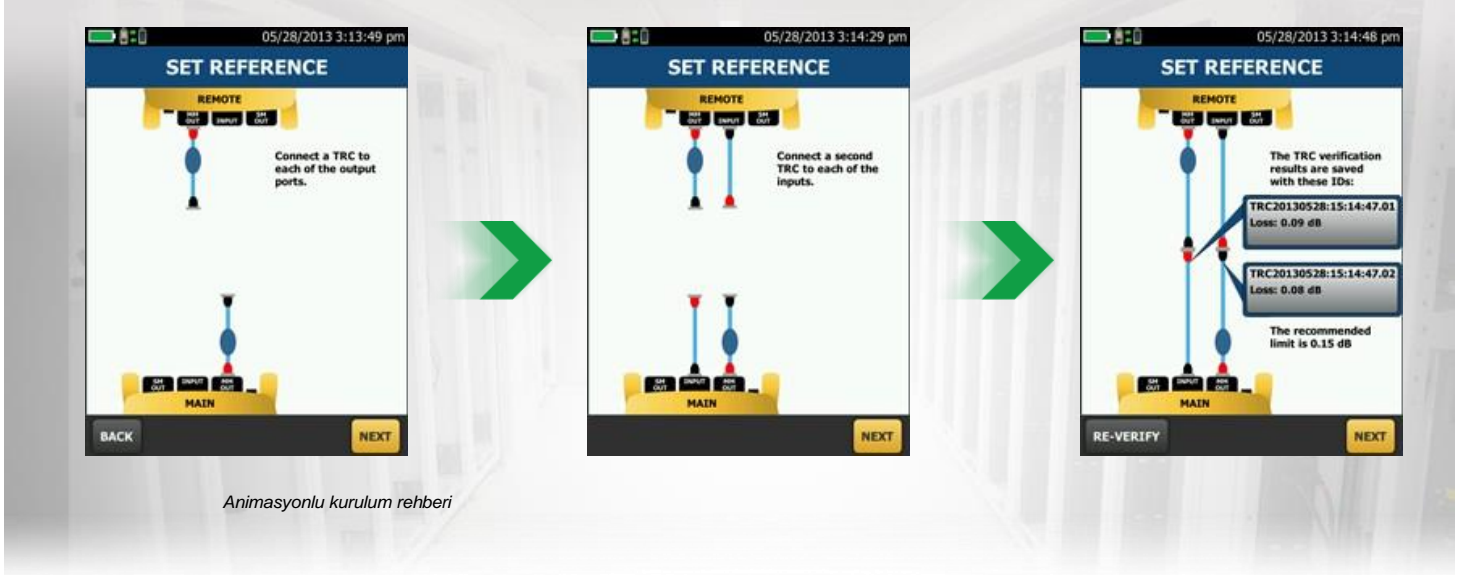 05/28/2013 3:13:49 pm
SET REFERENCE
REMOTE
MM OUT
INPUT
SM OUT
Connect a TRC to
each of the output
ports.
SM OUT
INPUT
MM OUT
MAIN
BACK
NEXT
05/28/2013 3:14:29 pm
SET REFERENCE
REMOTE
MM OUT
INPUT
SM OUT
Connect a second
TRC to each of the
inputs.
SM OUT
INPUT
MM OUT
MAIN
NEXT
05/28/2013 3:14:48 pm
SET REFERENCE
REMOTE
MM OUT
INPUT
SM OUT
The TRC verification
results are saved
with these IDs:
TRC20130528:15:14:47.01
Loss: 0.09 dB
TRC20130528:15:14:47.02
Loss: 0.08 dB
The recommended
limit is 0.15 dB
SM OUT
INPUT
MM OUT
MAIN
RE-VERIFY
NEXT
Animasyonlu kurulum rehberi